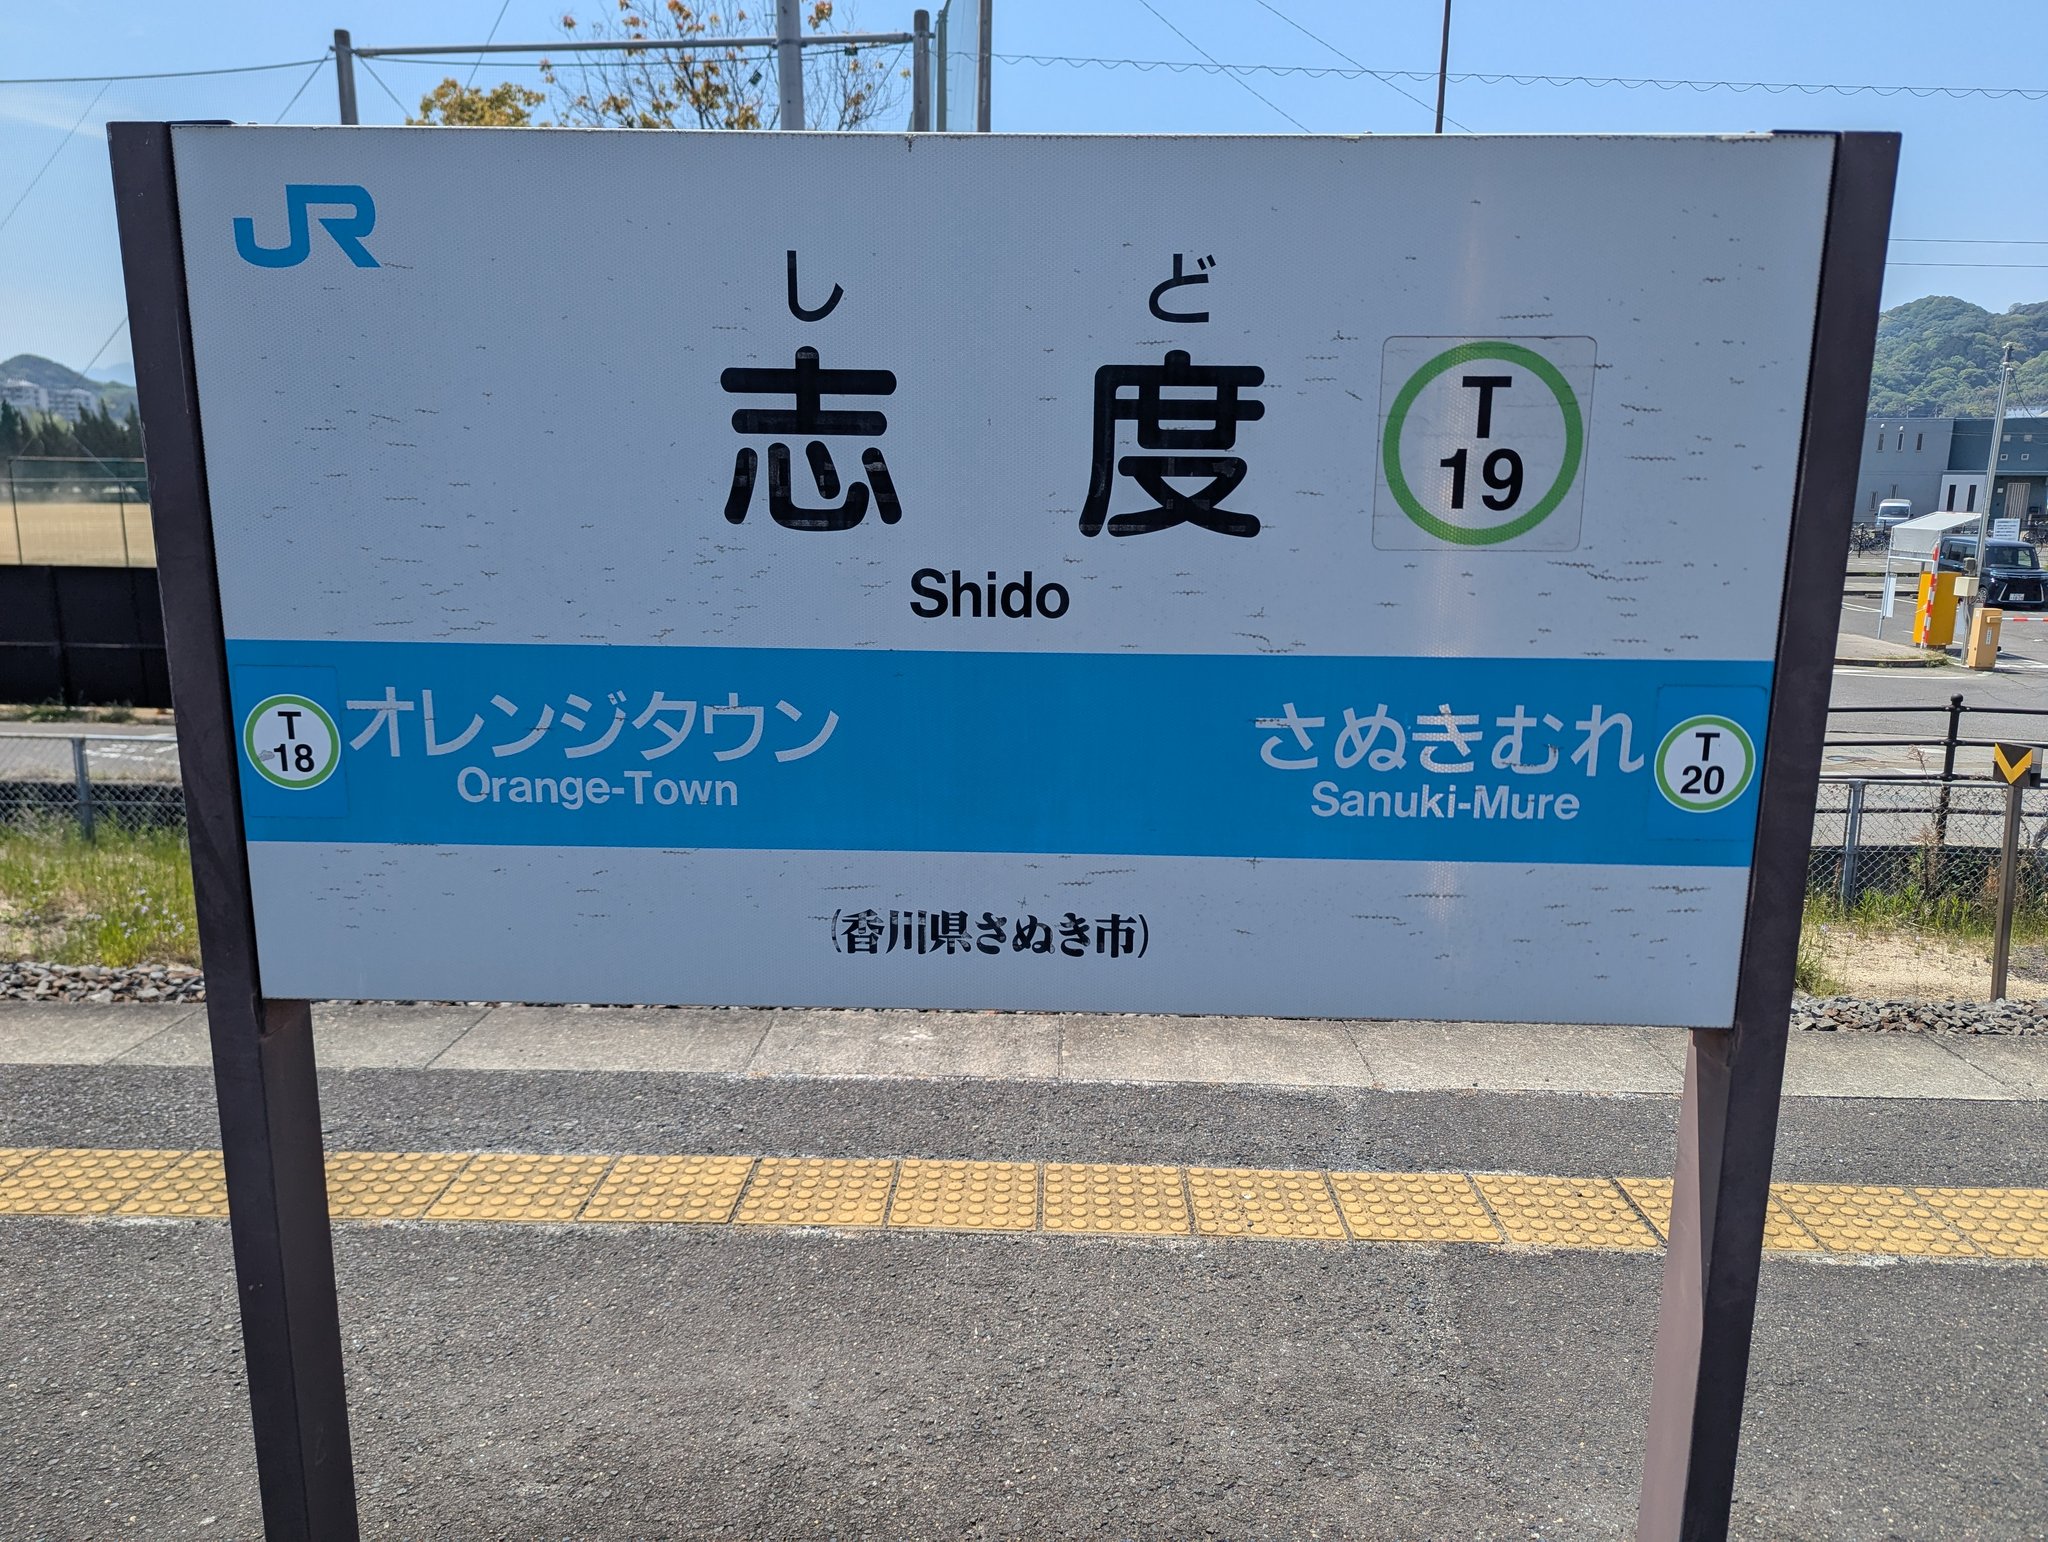 JR
し ど
志 度
T
19
Shido
T
18
オレンジタウン
Orange-Town
さぬきむれ
Sanuki-Mure
T
20
(香川県さぬき市)